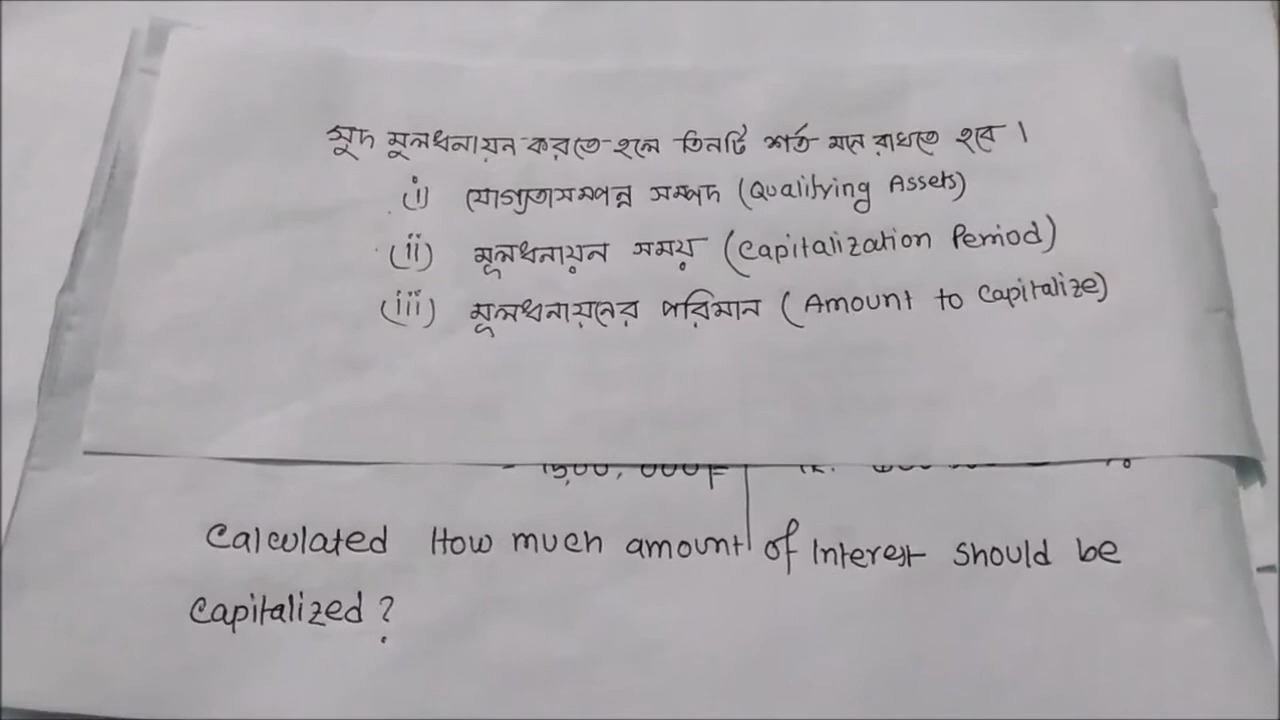 সুদ মূলধনায়ন করতে হলে তিনটি শর্ত মনে রাখতে হবে।
(i) যোগ্যতাসম্পন্ন সম্পদ (Qualifying Assets)
(ii) মূলধনায়ন সময় (Capitalization Period)
(iii) মূলধনায়নের পরিমান (Amount to Capitalize)
Calculated How much amount of Interest should be
Capitalized?